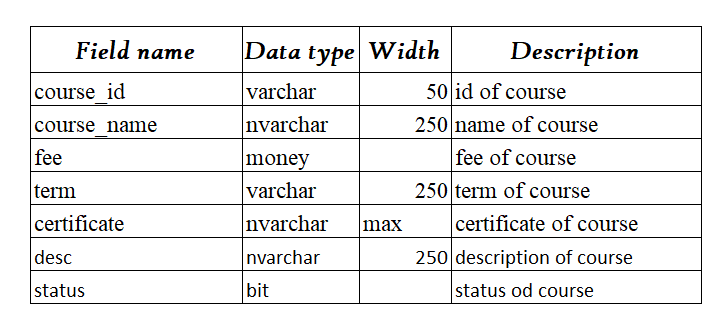 Field name Data type Width Description
course_id varchar 50 id of course
course_name nvarchar 250 name of course
fee money fee of course
term varchar 250 term of course
certificate nvarchar max certificate of course
desc nvarchar 250 description of course
status bit status od course